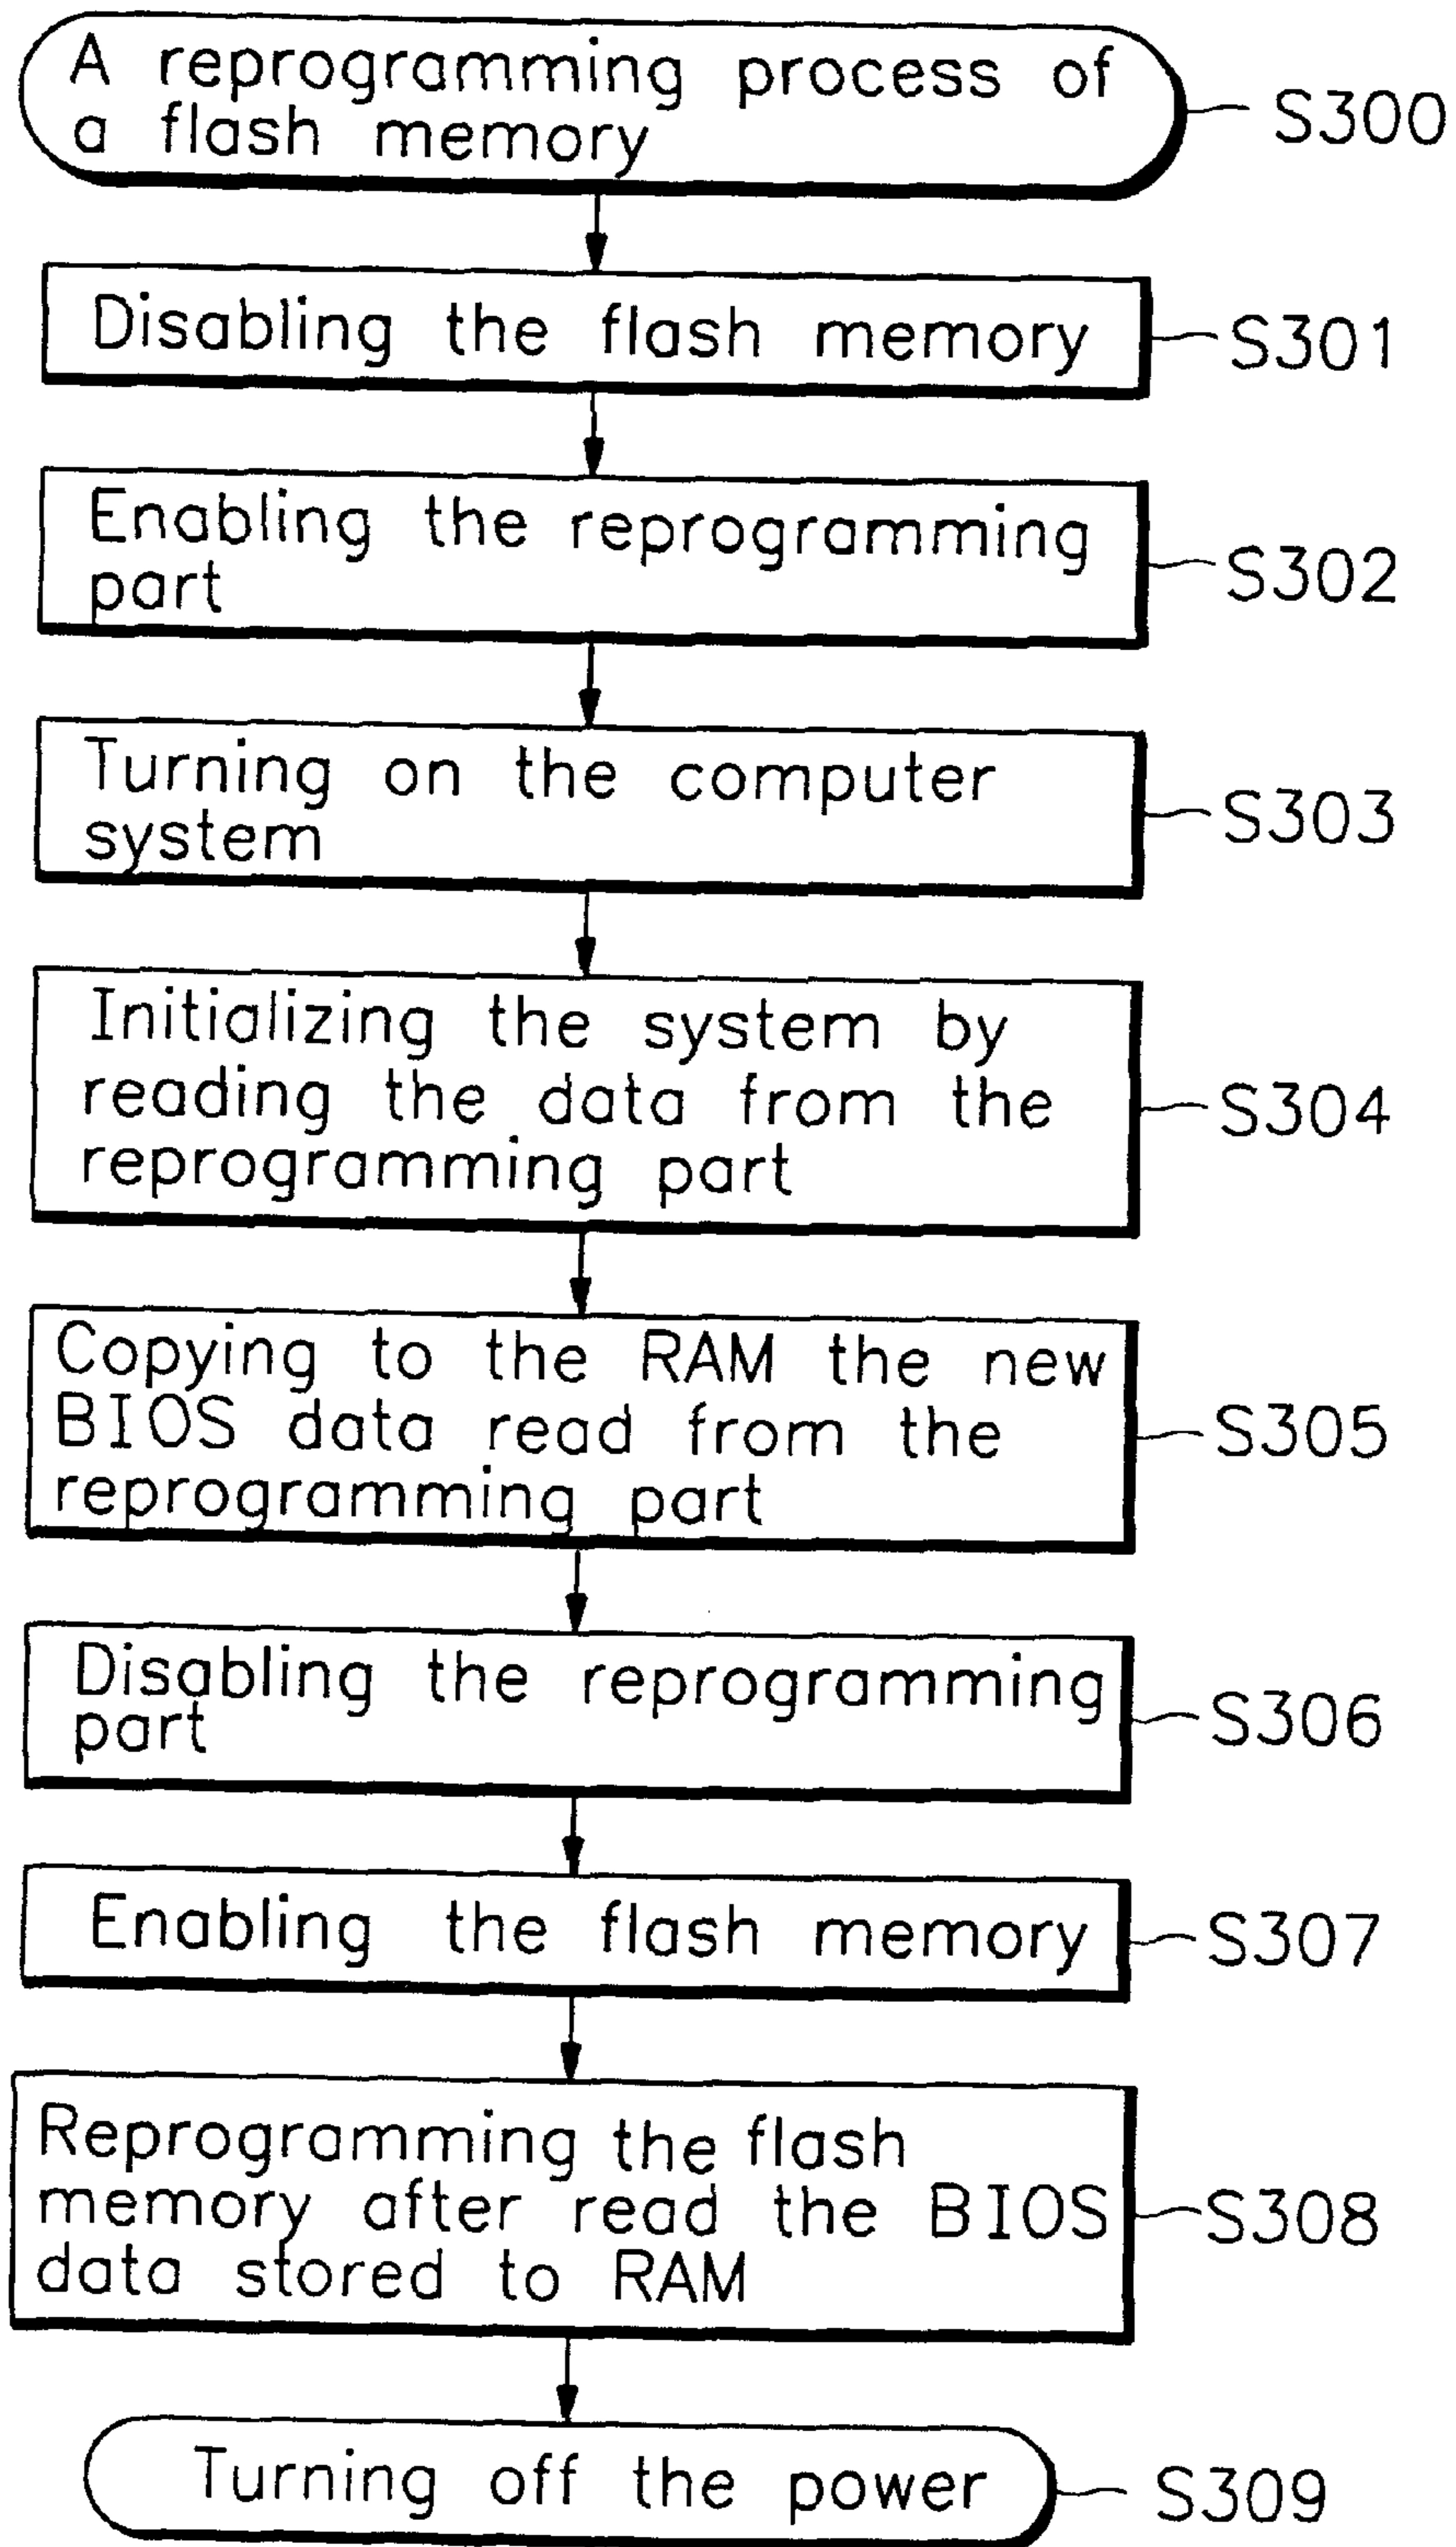 A reprogramming process of
a flash memory
S300
Disabling the flash memory
S301
Enabling the reprogramming
part
S302
Turning on the computer
system
S303
Initializing the system by
reading the data from the
reprogramming part
S304
Copying to the RAM the new
BIOS data read from the
reprogramming part
S305
Disabling the reprogramming
part
S306
Enabling the flash memory
S307
Reprogramming the flash
memory after read the BIOS
data stored to RAM
S308
Turning off the power
S309